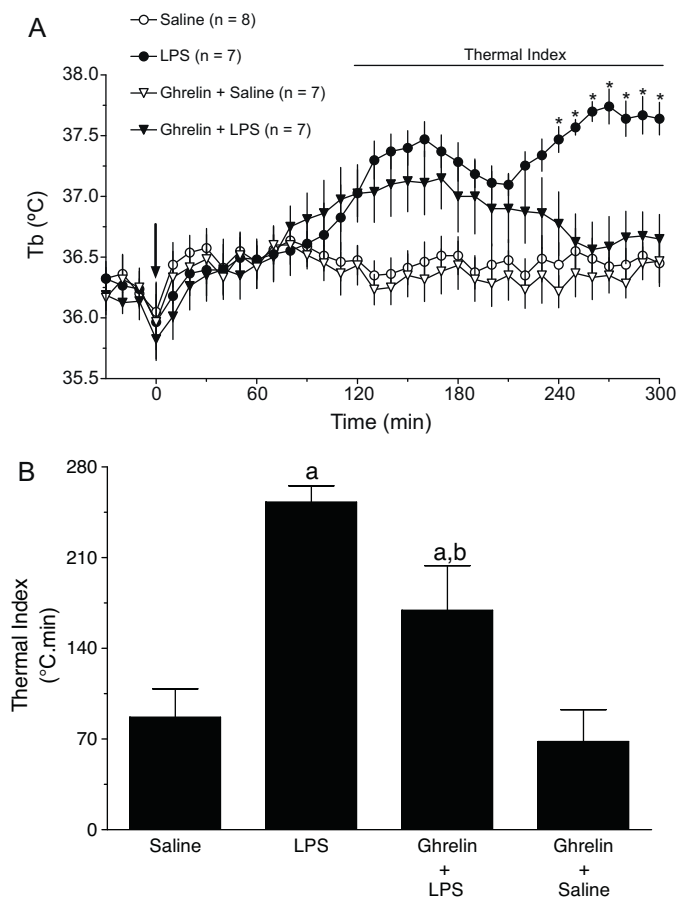 A
Saline (n = 8)
LPS (n = 7)
Ghrelin + Saline (n = 7)
Ghrelin + LPS (n = 7)
Thermal Index
38.0
37.5
37.0
36.5
36.0
35.5
Tb (ºC)
* * * * * * *
0 60 120 180 240 300
Time (min)
B
280
210
140
70
0
Thermal Index
(°C.min)
a
a,b
Saline LPS Ghrelin Ghrelin
+ +
LPS Saline